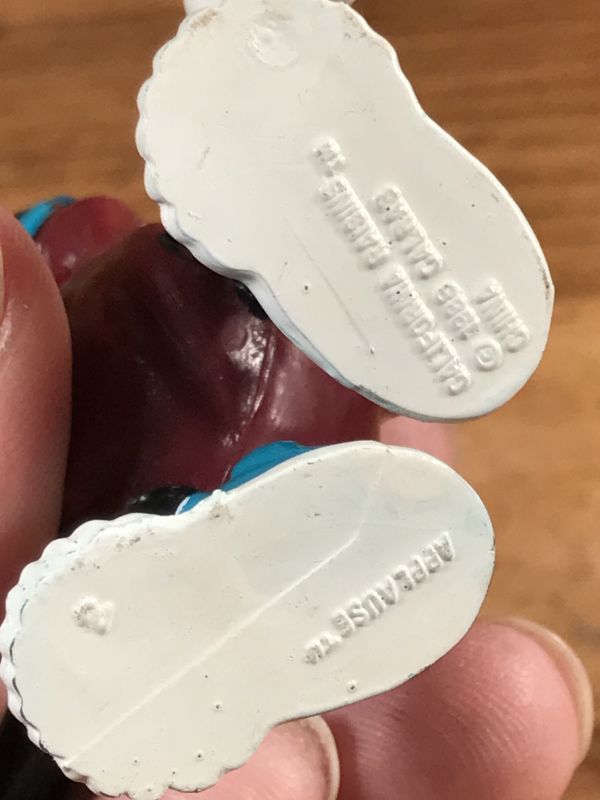 CALIFORNIA RAISINS TM
© 1988 CALRAB
CHINA
APPLAUSE TM